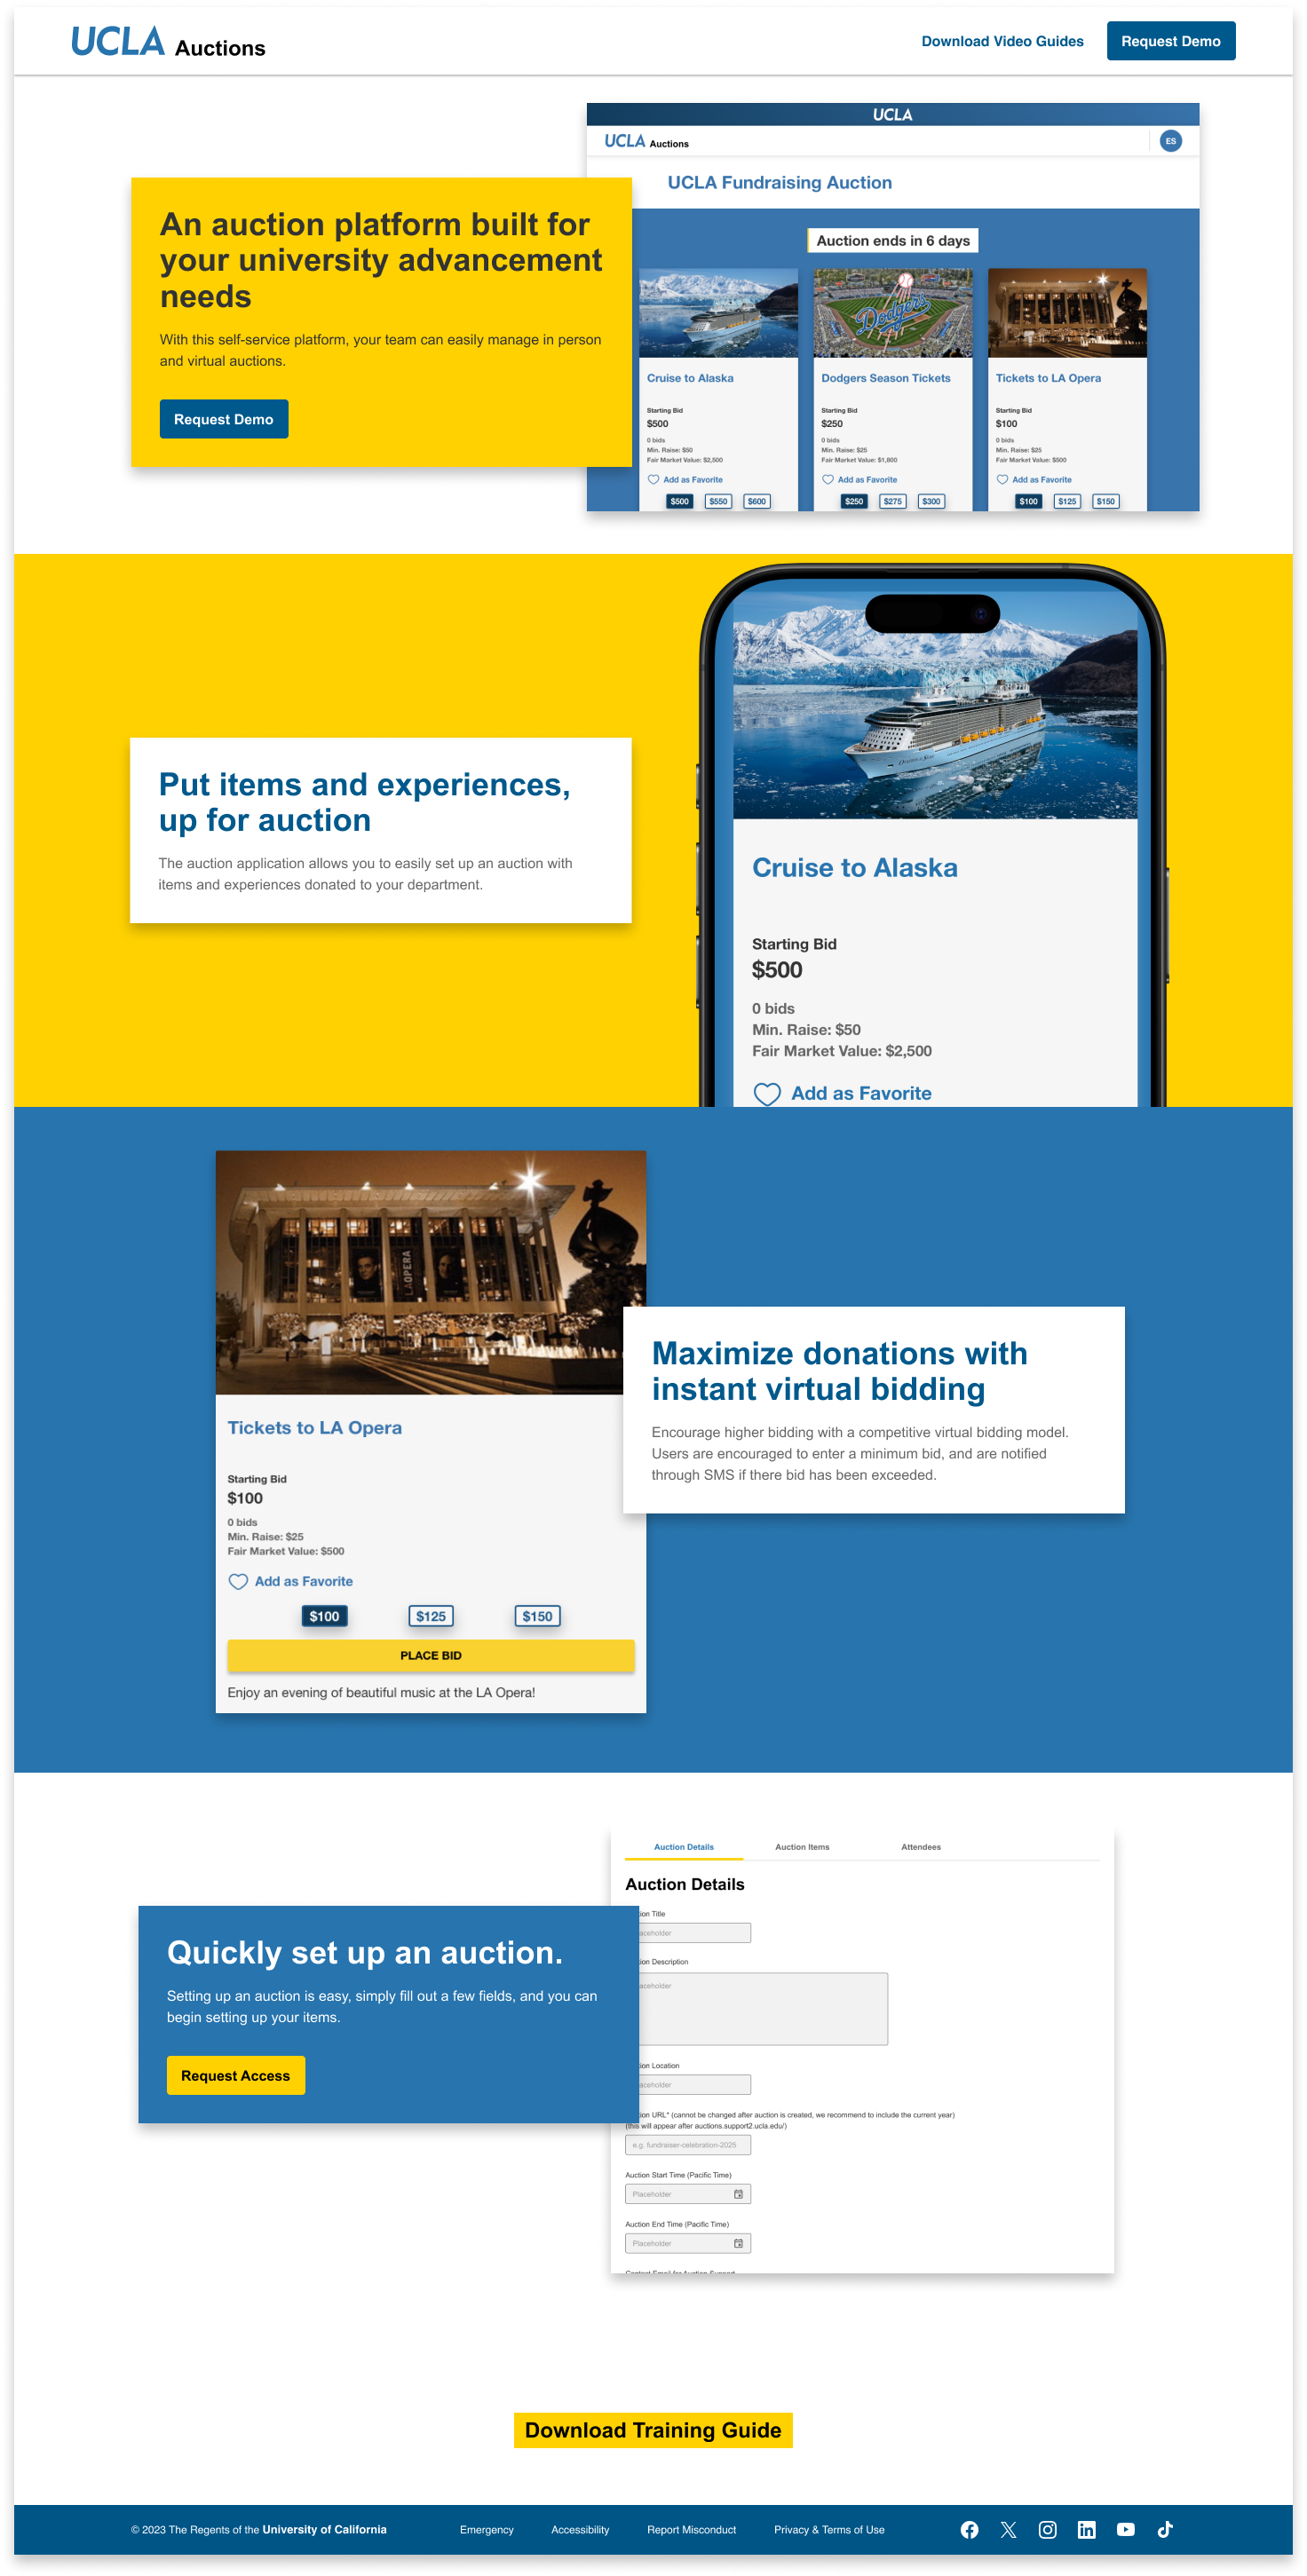 UCLA Auctions
Download Video Guides
Request Demo
UCLA
UCLA Auctions
ES
UCLA Fundraising Auction
Auction ends in 6 days
An auction platform built for
your university advancement
needs
With this self-service platform, your team can easily manage in person
and virtual auctions.
Request Demo
Dodgers
Cruise to Alaska
Starting Bid
$500
0 bids
Min. Raise: $50
Fair Market Value: $2,500
Add as Favorite
$500 $550 $600
Dodgers Season Tickets
Starting Bid
$250
0 bids
Min. Raise: $25
Fair Market Value: $1,800
Add as Favorite
$250 $275 $300
Tickets to LA Opera
Starting Bid
$100
0 bids
Min. Raise: $25
Fair Market Value: $500
Add as Favorite
$100 $125 $150
Put items and experiences,
up for auction
The auction application allows you to easily set up an auction with
items and experiences donated to your department.
Cruise to Alaska
Starting Bid
$500
0 bids
Min. Raise: $50
Fair Market Value: $2,500
Add as Favorite
LAOPERA
Tickets to LA Opera
Starting Bid
$100
0 bids
Min. Raise: $25
Fair Market Value: $500
Add as Favorite
$100 $125 $150
PLACE BID
Enjoy an evening of beautiful music at the LA Opera!
Maximize donations with
instant virtual bidding
Encourage higher bidding with a competitive virtual bidding model.
Users are encouraged to enter a minimum bid, and are notified
through SMS if there bid has been exceeded.
Quickly set up an auction.
Setting up an auction is easy, simply fill out a few fields, and you can
begin setting up your items.
Request Access
Auction Details Auction Items Attendees
Auction Details
ion Title
aceholder
ion Description
aceholder
ion Location
aceholder
ion URL* (cannot be changed after auction is created, we recommend to include the current year)
(this will appear after auctions.support2.ucla.edu/)
e.g. fundraiser-celebration-2025
Auction Start Time (Pacific Time)
Placeholder
Auction End Time (Pacific Time)
Placeholder
Contact Email for Auction Support
Download Training Guide
© 2023 The Regents of the University of California
Emergency
Accessibility
Report Misconduct
Privacy & Terms of Use